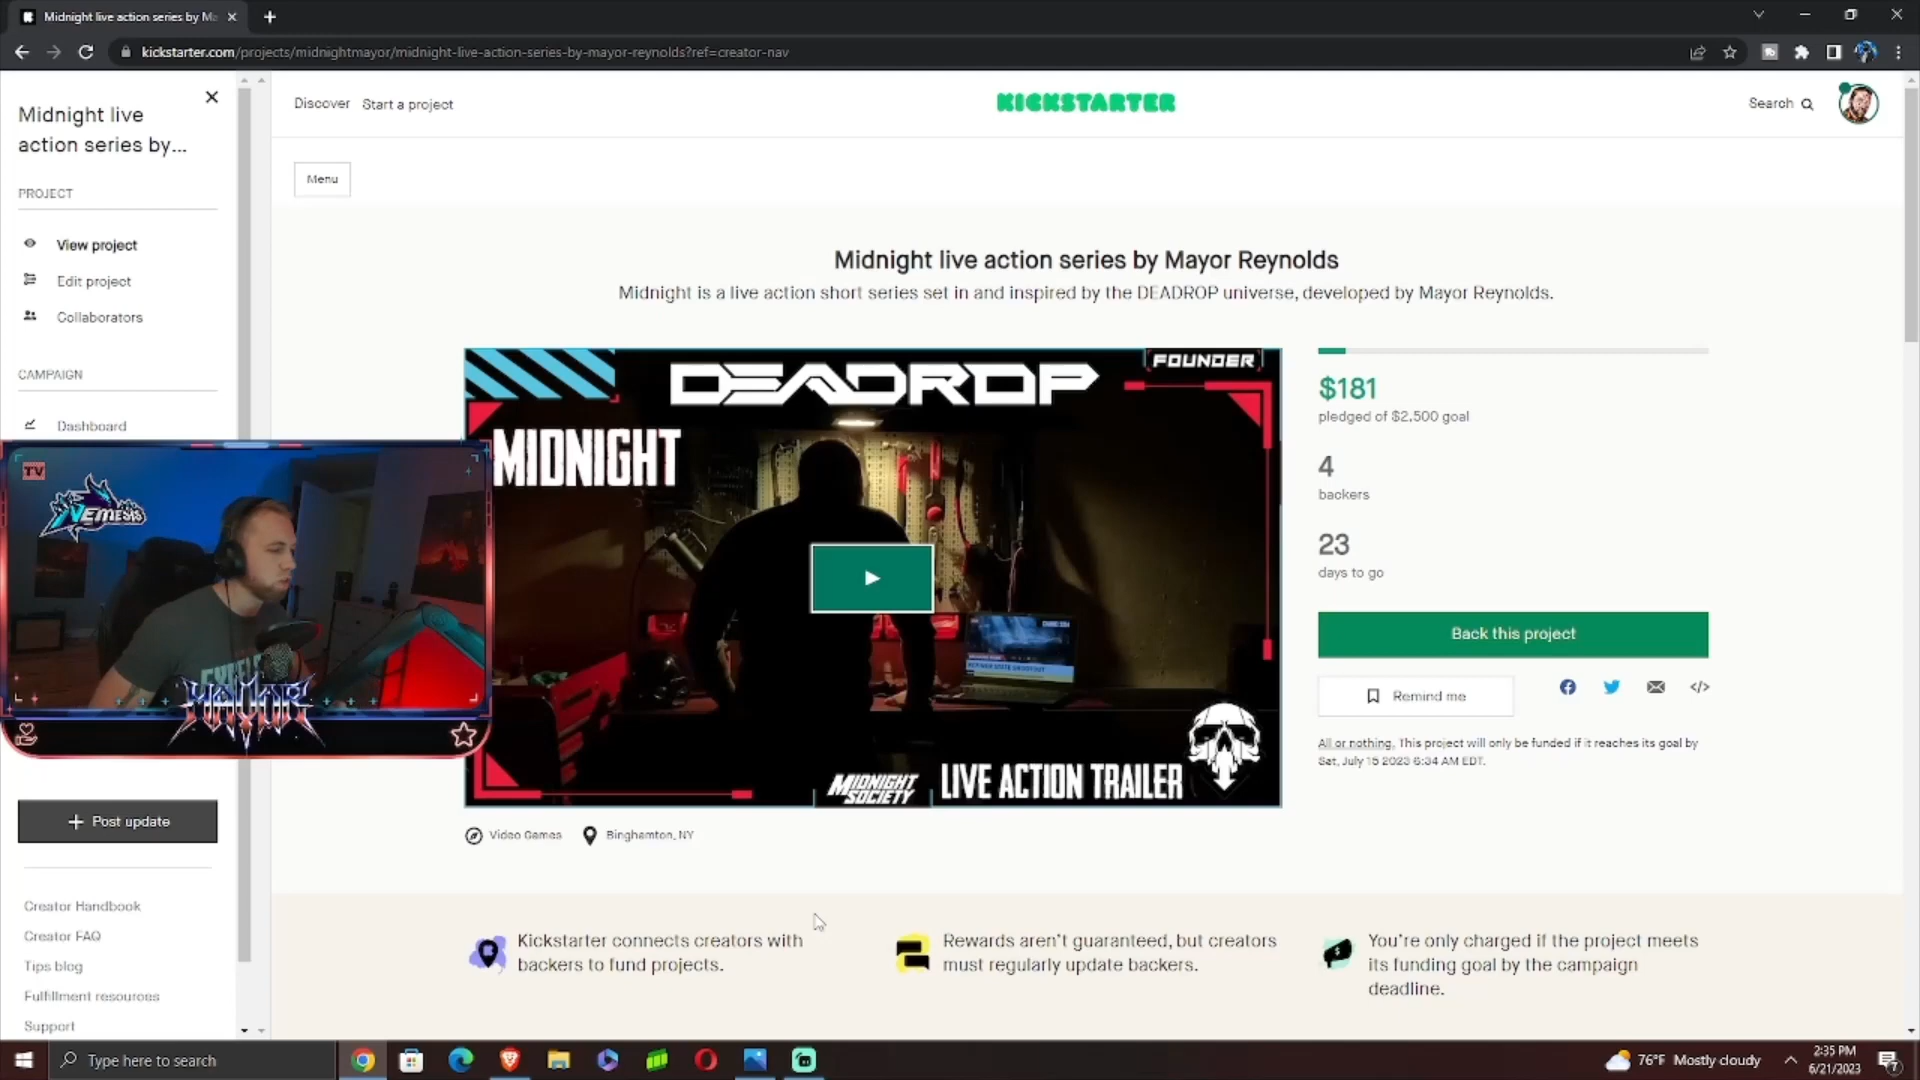 Midnight live action series by Ma
kickstarter.com/projects/midnightmayor/midnight-live-action-series-by-mayor-reynolds?ref=creator-nav
Midnight live
action series by...
PROJECT
View project
Edit project
Collaborators
CAMPAIGN
Dashboard
Post update
Creator Handbook
Creator FAQ
Tips blog
Fulfillment resources
Support
Discover
Start a project
KICKSTARTER
Search
Menu
Midnight live action series by Mayor Reynolds
Midnight is a live action short series set in and inspired by the DEADROP universe, developed by Mayor Reynolds.
DEADROP
FOUNDER
MIDNIGHT
MIDNIGHT
SOCIETY
LIVE ACTION TRAILER
TV
NEMESIS
MAYOR
Video Games
Binghamton, NY
$181
pledged of $2,500 goal
4
backers
23
days to go
Back this project
Remind me
All or nothing. This project will only be funded if it reaches its goal by
Sat, July 15 2023 6:34 AM EDT.
Kickstarter connects creators with
backers to fund projects.
Rewards aren't guaranteed, but creators
must regularly update backers.
You're only charged if the project meets
its funding goal by the campaign
deadline.
Type here to search
76°F Mostly cloudy
2:35 PM
6/21/2023